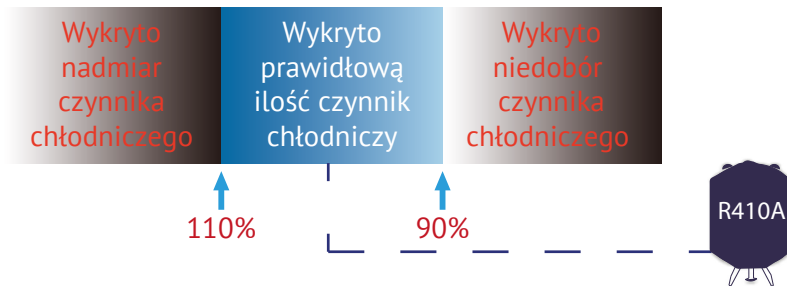 Wykryto
nadmiar
czynnika
chłodniczego
Wykryto
prawidłową
ilość czynnik
chłodniczy
Wykryto
niedobór
czynnika
chłodniczego
110%
90%
R410A